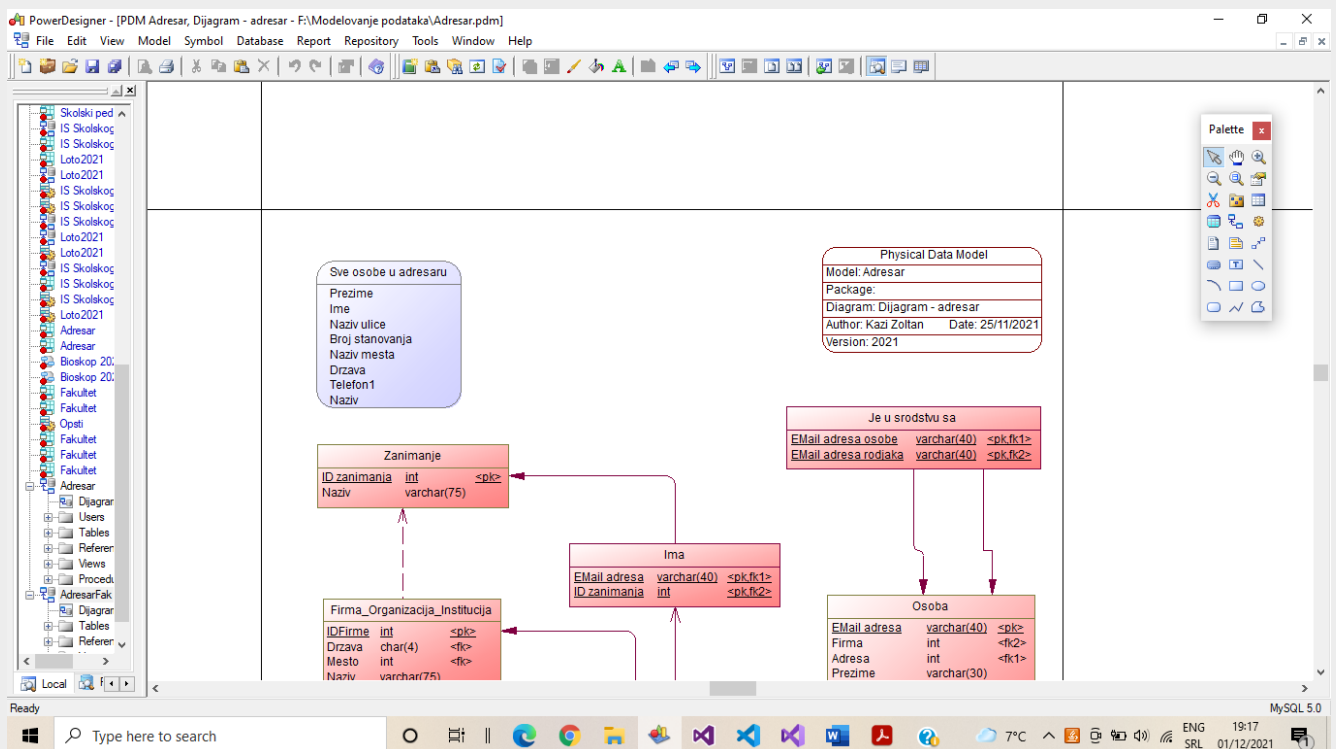 PowerDesigner - [PDM Adresar, Dijagram - adresar - F:\Modelovanje podataka\Adresar.pdm]
File Edit View Model Symbol Database Report Repository Tools Window Help
Skolski ped
IS Skolskog
IS Skolskog
Loto2021
Loto2021
IS Skolskog
IS Skolskog
IS Skolskog
Loto2021
Loto2021
IS Skolskog
IS Skolskog
IS Skolskog
Loto2021
Adresar
Adresar
Bioskop 20
Bioskop 20
Fakultet
Fakultet
Opsti
Fakultet
Fakultet
Fakultet
Adresar
Dijagrar
Users
Tables
Referer
Views
Procedu
AdresarFak
Dijagrar
Tables
Referer
Local
Sve osobe u adresaru
Prezime
Ime
Naziv ulice
Broj stanovanja
Naziv mesta
Drzava
Telefon1
Naziv
Physical Data Model
Model: Adresar
Package:
Diagram: Dijagram - adresar
Author: Kazi Zoltan Date: 25/11/2021
Version: 2021
Palette
Je u srodstvu sa
EMail adresa osobe varchar(40) <pk,fk1>
EMail adresa rodjaka varchar(40) <pk,fk2>
Zanimanje
ID zanimanja int <pk>
Naziv varchar(75)
Ima
EMail adresa varchar(40) <pk,fk1>
ID zanimanja int <pk,fk2>
Firma_Organizacija_Institucija
IDFirme int <pk>
Drzava char(4) <fk>
Mesto int <fk>
Naziv varchar(75)
Osoba
EMail adresa varchar(40) <pk>
Firma int <fk2>
Adresa int <fk1>
Prezime varchar(30)
Ready
MySQL 5.0
Type here to search
7°C
ENG
SRL
19:17
01/12/2021